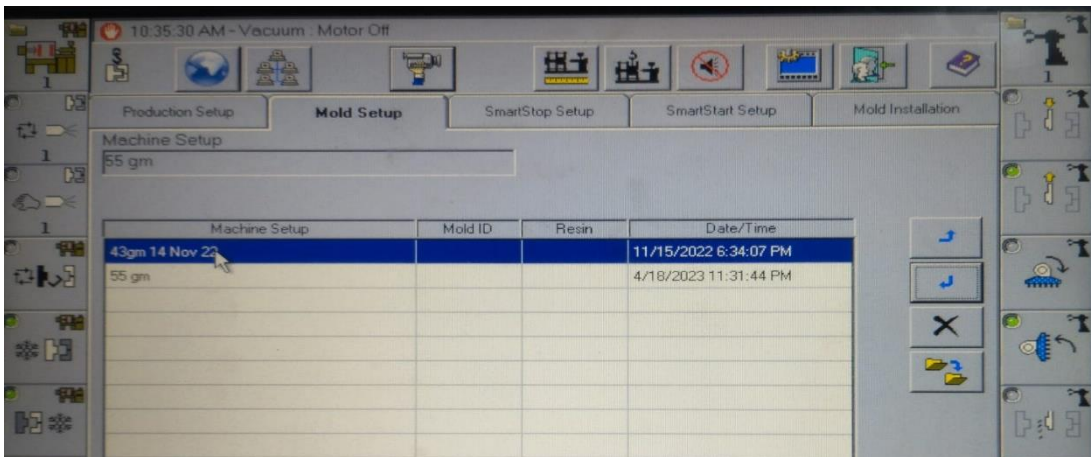 10:35:30 AM - Vacuum : Motor Off
1
S
1
Production Setup
Mold Setup
SmartStop Setup
SmartStart Setup
Mold Installation
1
Machine Setup
55 gm
1
Machine Setup
Mold ID
Resin
Date/Time
43gm 14 Nov 22
11/15/2022 6:34:07 PM
55 gm
4/18/2023 11:31:44 PM